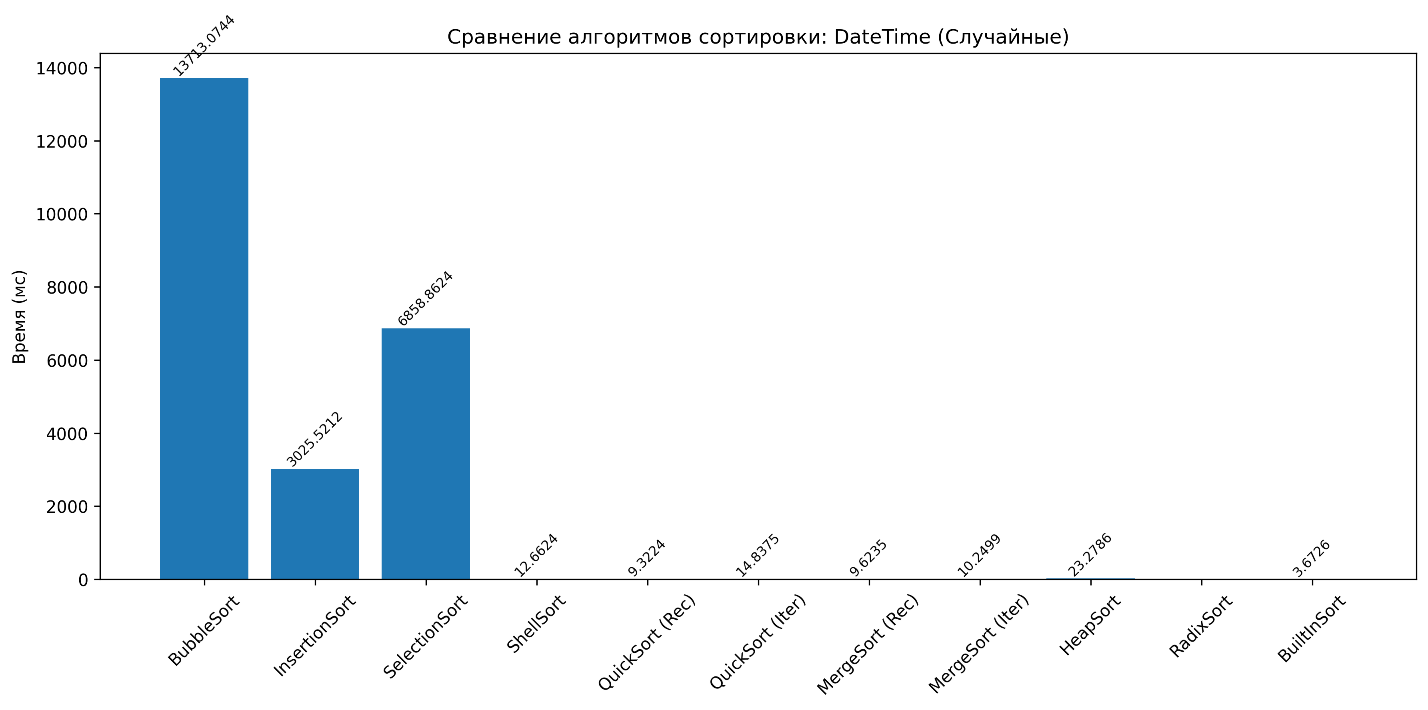 Сравнение алгоритмов сортировки: DateTime (Случайные)
Время (мс)
14000
12000
10000
8000
6000
4000
2000
0
13713.0744
3025.5212
6858.8624
12.6624
9.3224
14.8375
9.6235
10.2499
23.2786
3.6726
BubbleSort
InsertionSort
SelectionSort
ShellSort
QuickSort (Rec)
QuickSort (Iter)
MergeSort (Rec)
MergeSort (Iter)
HeapSort
RadixSort
BuiltInSort